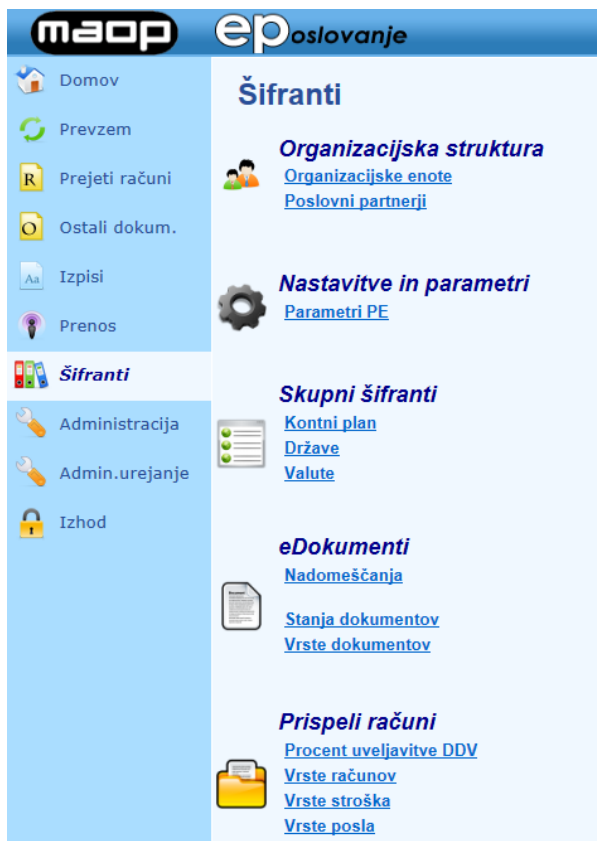 maop ePoslovanje
Domov
Prevzem
R Prejeti računi
O Ostali dokum.
Aa Izpisi
Prenos
Šifranti
Administracija
Admin.urejanje
Izhod
Šifranti
Organizacijska struktura
Organizacijske enote
Poslovni partnerji
Nastavitve in parametri
Parametri PE
Skupni šifranti
Kontni plan
Države
Valute
eDokumenti
Nadomeščanja
Stanja dokumentov
Vrste dokumentov
Prispeli računi
Procent uveljavitve DDV
Vrste računov
Vrste stroška
Vrste posla